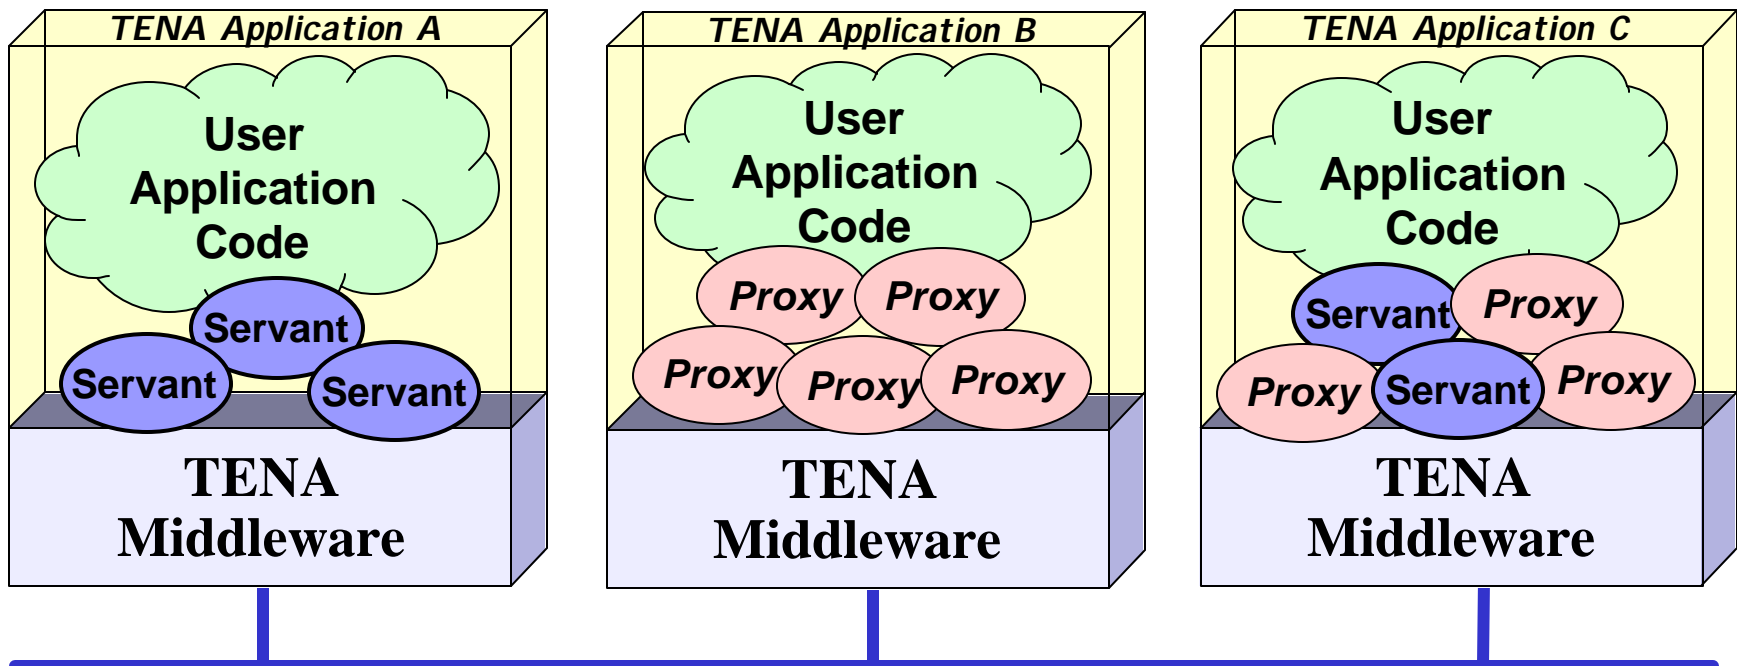 TENA Application A
User
Application
Code
Servant
Servant
Servant
TENA
Middleware
TENA Application B
User
Application
Code
Proxy
Proxy
Proxy
Proxy
Proxy
TENA
Middleware
TENA Application C
User
Application
Code
Servant
Proxy
Proxy
Servant
Proxy
TENA
Middleware